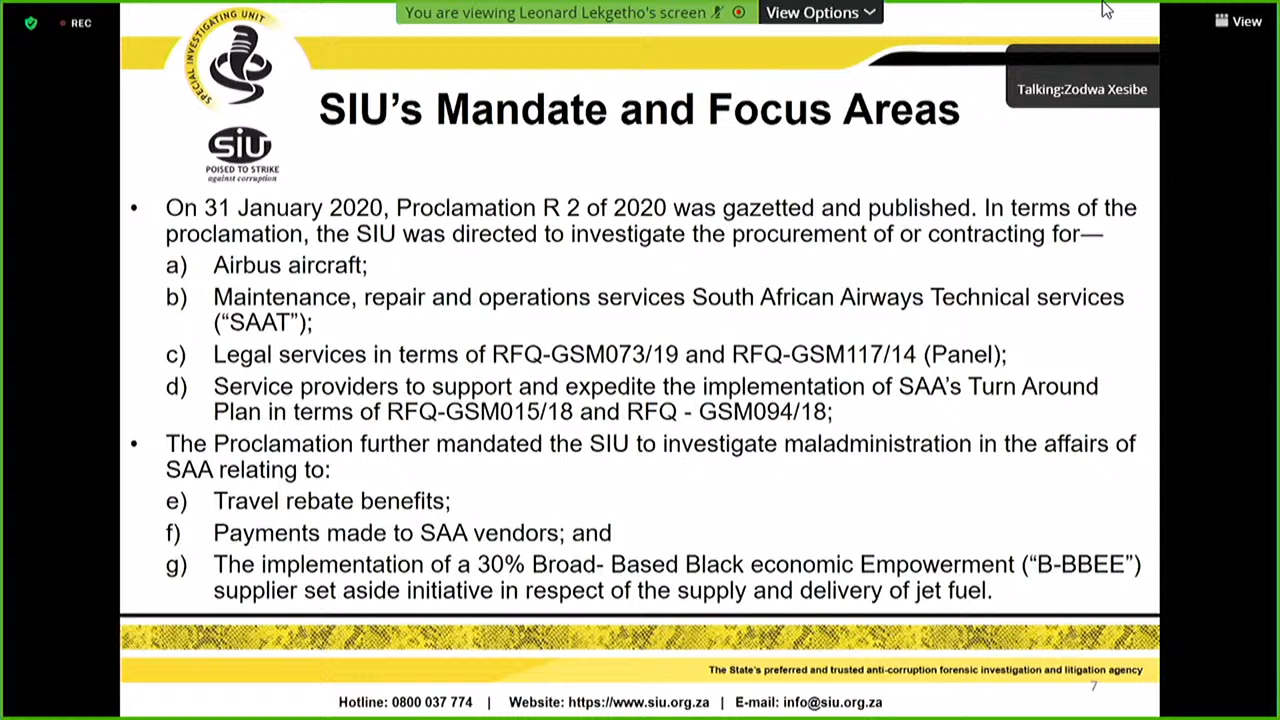 REC
You are viewing Leonard Lekgetho's screen
View Options
View
SPECIAL INVESTIGATING UNIT
Talking:Zodwa Xesibe
SIU's Mandate and Focus Areas
SIU
POISED TO STRIKE
against corruption
• On 31 January 2020, Proclamation R 2 of 2020 was gazetted and published. In terms of the
proclamation, the SIU was directed to investigate the procurement of or contracting for—
a) Airbus aircraft;
b) Maintenance, repair and operations services South African Airways Technical services
(“SAAT”);
c) Legal services in terms of RFQ-GSM073/19 and RFQ-GSM117/14 (Panel);
d) Service providers to support and expedite the implementation of SAA’s Turn Around
Plan in terms of RFQ-GSM015/18 and RFQ - GSM094/18;
• The Proclamation further mandated the SIU to investigate maladministration in the affairs of
SAA relating to:
e) Travel rebate benefits;
f) Payments made to SAA vendors; and
g) The implementation of a 30% Broad- Based Black economic Empowerment (“B-BBEE”)
supplier set aside initiative in respect of the supply and delivery of jet fuel.
The State's preferred and trusted anti-corruption forensic investigation and litigation agency
7
Hotline: 0800 037 774 | Website: https://www.siu.org.za | E-mail: info@siu.org.za